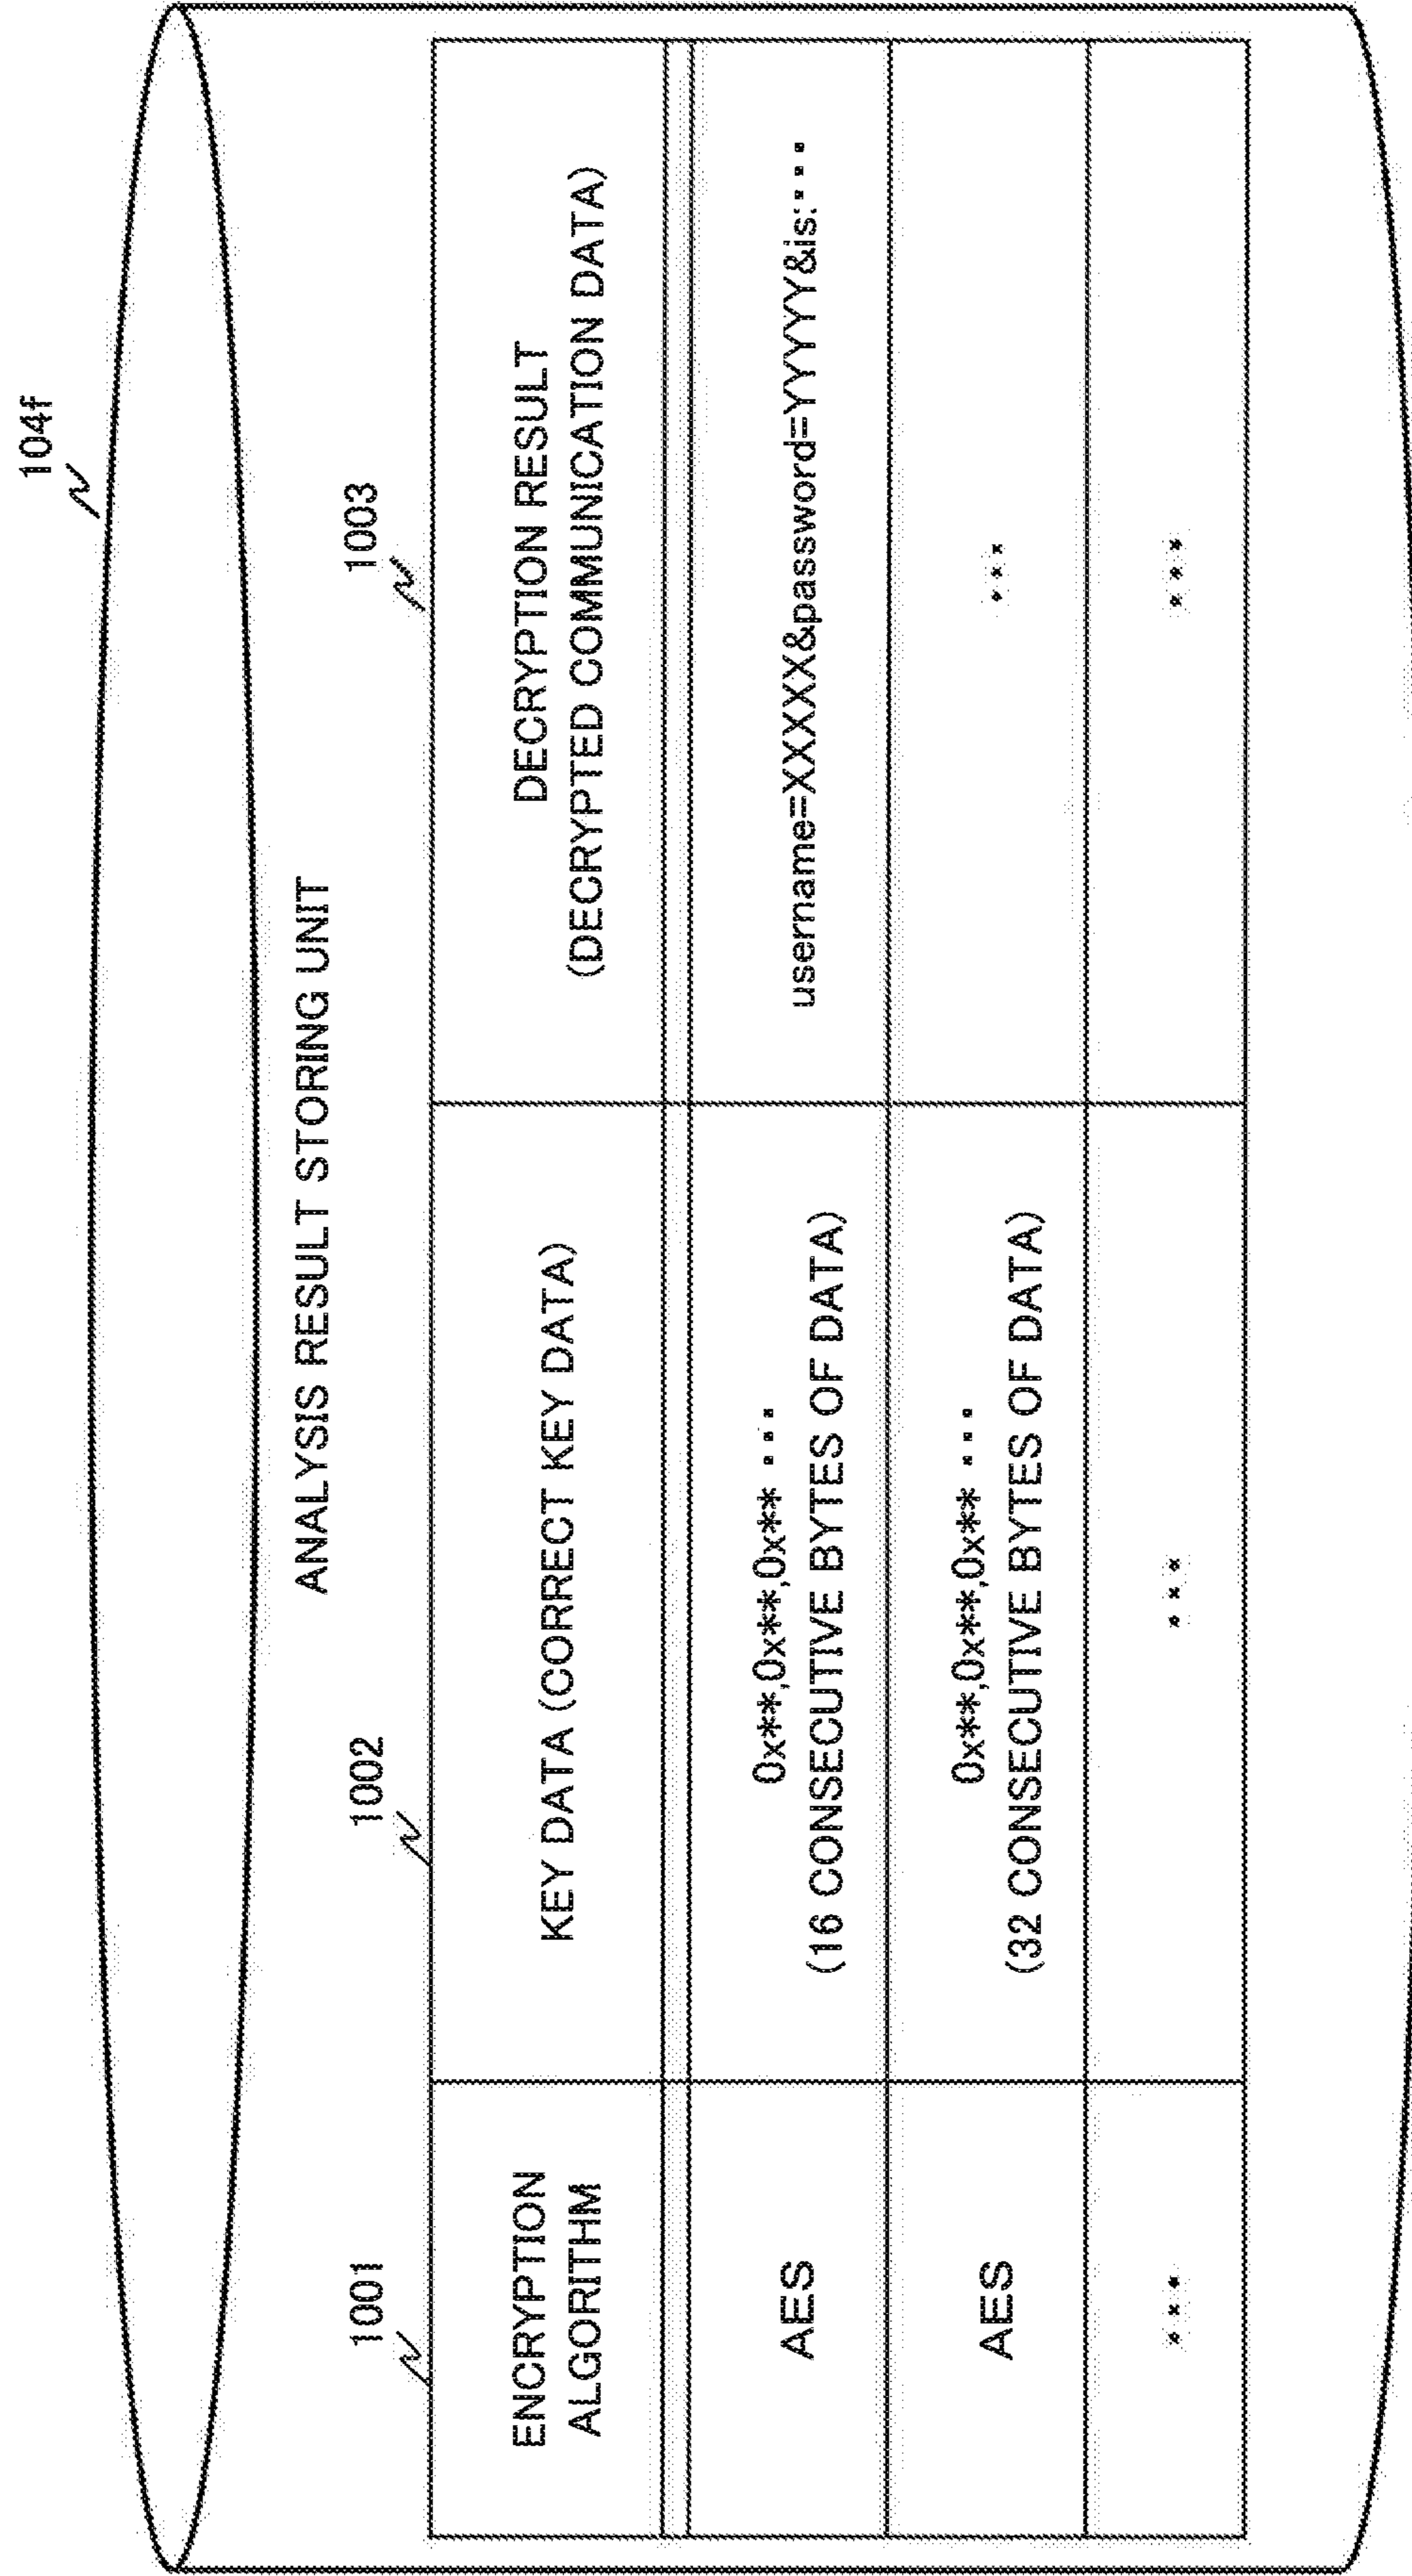 104f
ANALYSIS RESULT STORING UNIT
1001
1002
1003
ENCRYPTION
ALGORITHM
KEY DATA (CORRECT KEY DATA)
DECRYPTION RESULT
(DECRYPTED COMMUNICATION DATA)
AES
0x**,0x**,0x** ...
(16 CONSECUTIVE BYTES OF DATA)
username=XXXXX&password=YYYYY&is:...
AES
0x**,0x**,0x** ...
(32 CONSECUTIVE BYTES OF DATA)
...
...
...
...